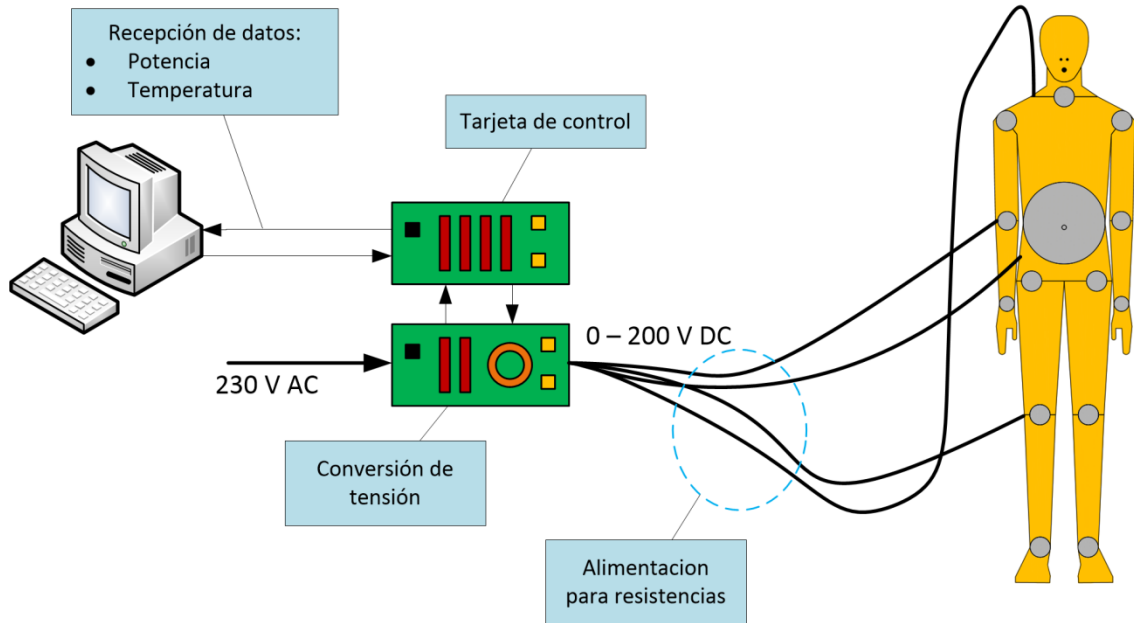 Recepción de datos:
• Potencia
• Temperatura
Tarjeta de control
0 – 200 V DC
230 V AC
Conversión de
tensión
Alimentacion
para resistencias